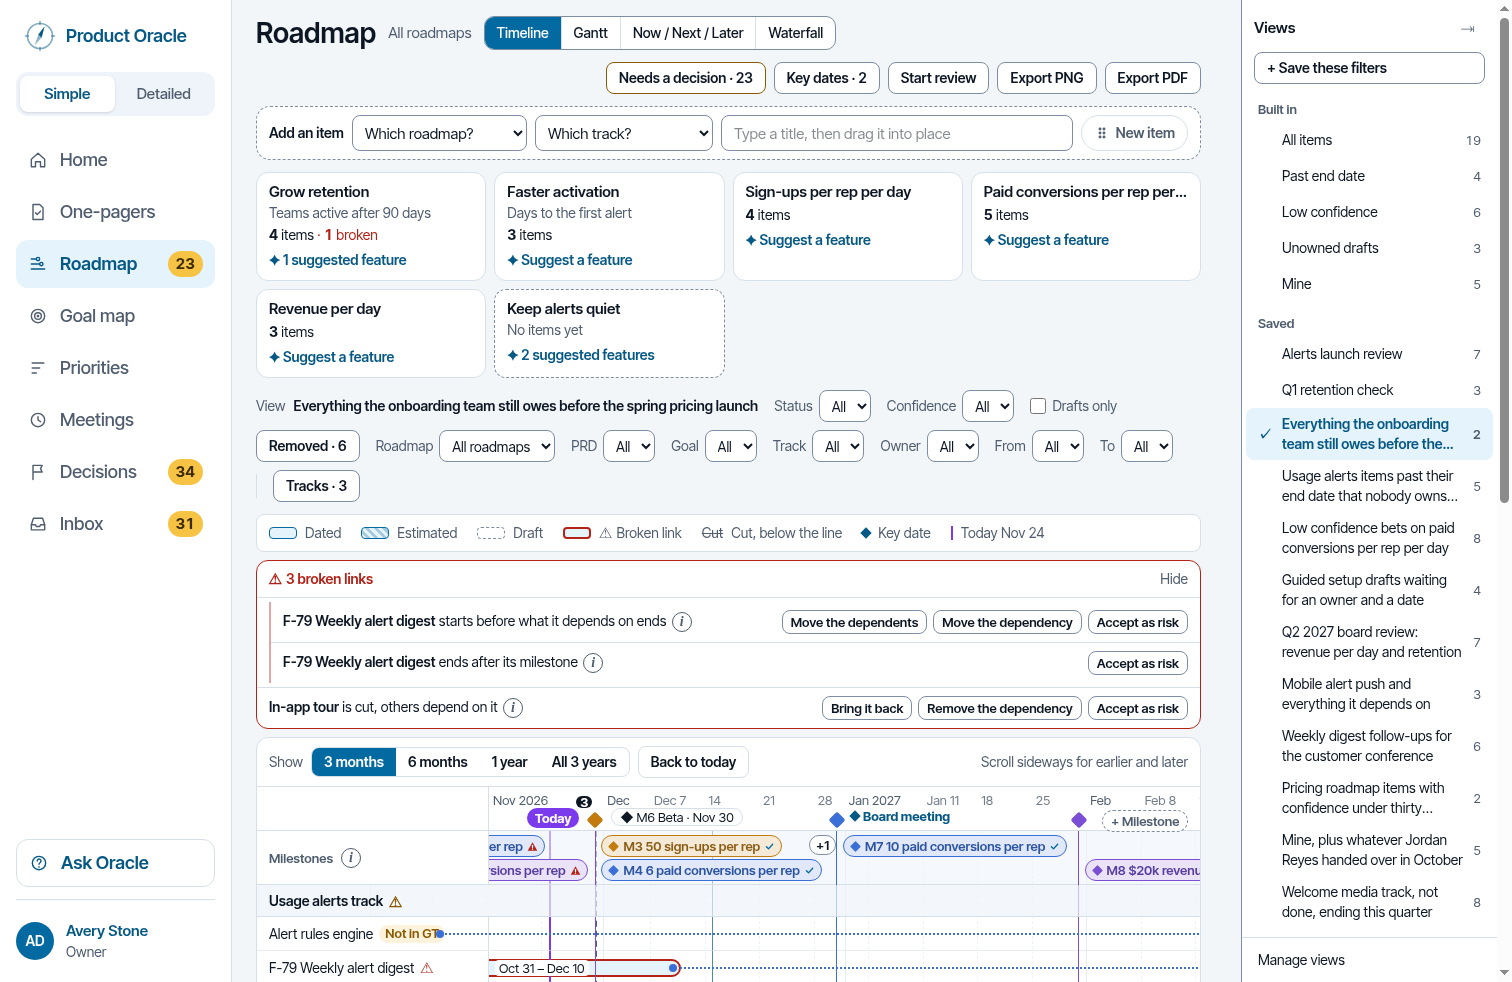 Product Oracle
Simple
Detailed
Home
One-pagers
Roadmap
23
Goal map
Priorities
Meetings
Decisions
34
Inbox
31
Ask Oracle
AD
Avery Stone
Owner
Roadmap
All roadmaps
Timeline
Gantt
Now / Next / Later
Waterfall
Needs a decision · 23
Key dates · 2
Start review
Export PNG
Export PDF
Add an item
Which roadmap?
Which track?
Type a title, then drag it into place
New item
Grow retention
Teams active after 90 days
4 items · 1 broken
1 suggested feature
Faster activation
Days to the first alert
3 items
Suggest a feature
Sign-ups per rep per day
4 items
Suggest a feature
Paid conversions per rep per...
5 items
Suggest a feature
Revenue per day
3 items
Suggest a feature
Keep alerts quiet
No items yet
2 suggested features
View Everything the onboarding team still owes before the spring pricing launch
Status All
Confidence All
Drafts only
Removed · 6
Roadmap All roadmaps
PRD All
Goal All
Track All
Owner All
From All
To All
Tracks · 3
Dated
Estimated
Draft
⚠ Broken link
Cut Cut, below the line
Key date
Today Nov 24
⚠ 3 broken links
Hide
F-79 Weekly alert digest starts before what it depends on ends i
Move the dependents
Move the dependency
Accept as risk
F-79 Weekly alert digest ends after its milestone i
Accept as risk
In-app tour is cut, others depend on it i
Bring it back
Remove the dependency
Accept as risk
Show
3 months
6 months
1 year
All 3 years
Back to today
Scroll sideways for earlier and later
Nov 2026
3
Dec
Dec 7
14
21
28
Jan 2027
Jan 11
18
25
Feb
Feb 8
Today
M6 Beta · Nov 30
Board meeting
+ Milestone
Milestones i
er rep
M3 50 sign-ups per rep
+1
M7 10 paid conversions per rep
sions per rep
M4 6 paid conversions per rep
M8 $20k revenu
Usage alerts track ⚠
Alert rules engine
Not in GT
F-79 Weekly alert digest ⚠
Oct 31 – Dec 10
Views
+ Save these filters
Built in
All items 19
Past end date 4
Low confidence 6
Unowned drafts 3
Mine 5
Saved
Alerts launch review 7
Q1 retention check 3
✓ Everything the onboarding
team still owes before the... 2
Usage alerts items past their
end date that nobody owns... 5
Low confidence bets on paid
conversions per rep per day 8
Guided setup drafts waiting
for an owner and a date 4
Q2 2027 board review:
revenue per day and retention 7
Mobile alert push and
everything it depends on 3
Weekly digest follow-ups for
the customer conference 6
Pricing roadmap items with
confidence under thirty... 2
Mine, plus whatever Jordan
Reyes handed over in October 5
Welcome media track, not
done, ending this quarter 8
Manage views